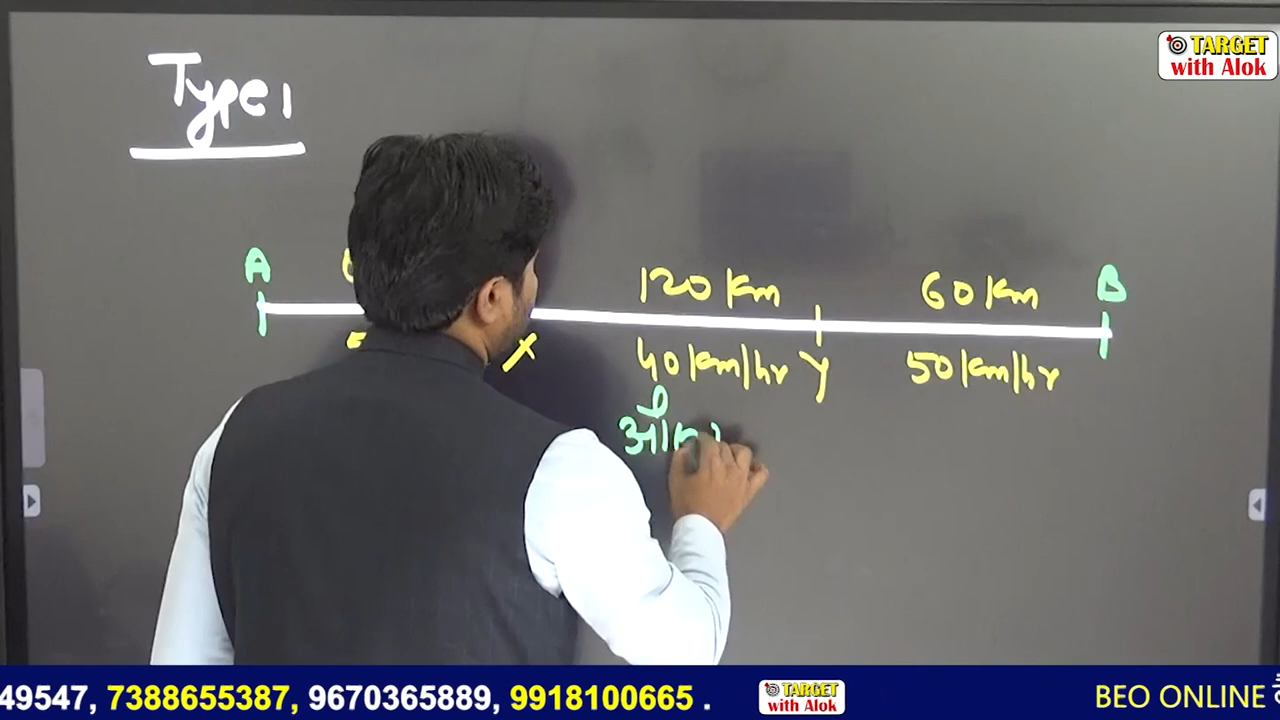 TARGET
with Alok
Type 1
A 120 km 60 km B
X 40 km/hr Y 50 km/hr
49547, 7388655387, 9670365889, 9918100665 .
TARGET
with Alok
BEO ONLINE